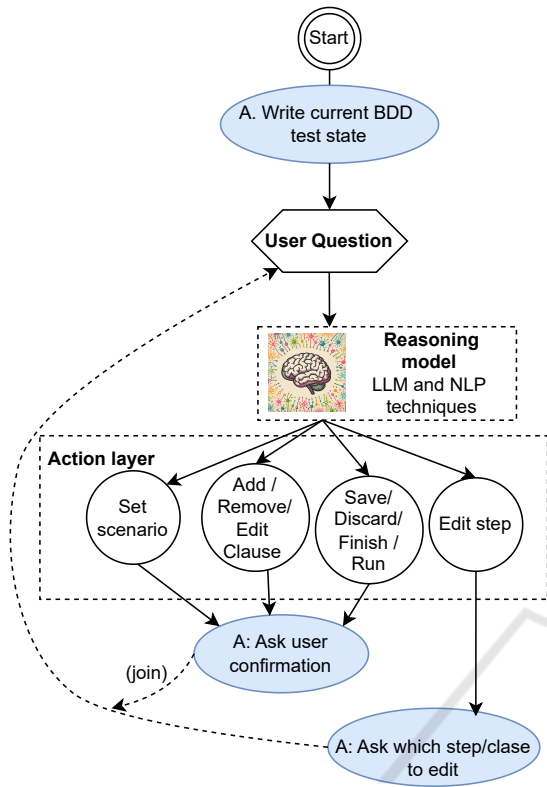 Start
A. Write current BDD
test state
User Question
Reasoning
model
LLM and NLP
techniques
Action layer
Set
scenario
Add /
Remove/
Edit
Clause
Save/
Discard/
Finish /
Run
Edit step
A: Ask user
confirmation
(join)
A: Ask which step/clase
to edit